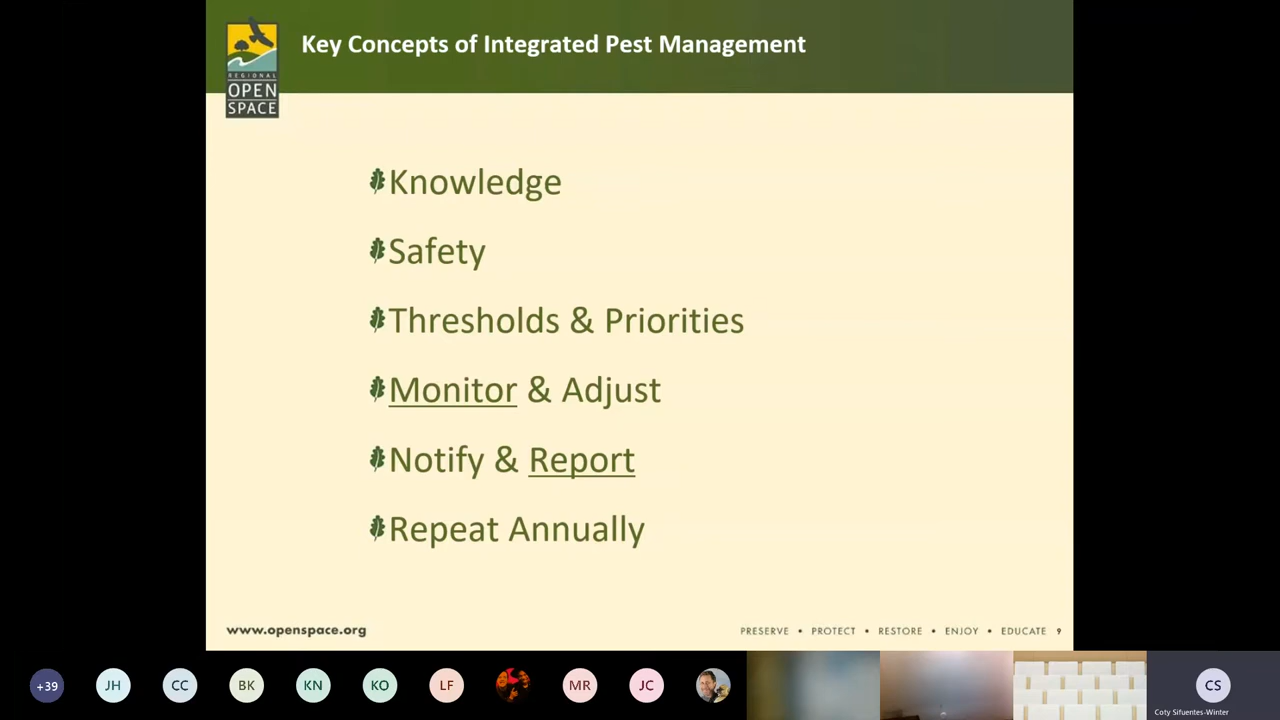 Key Concepts of Integrated Pest Management
REGIONAL
OPEN
SPACE
Knowledge
Safety
Thresholds & Priorities
Monitor & Adjust
Notify & Report
Repeat Annually
www.openspace.org
PRESERVE • PROTECT • RESTORE • ENJOY • EDUCATE 9
+39 JH CC BK KN KO LF MR JC CS
Coty Sifuentes-Winter